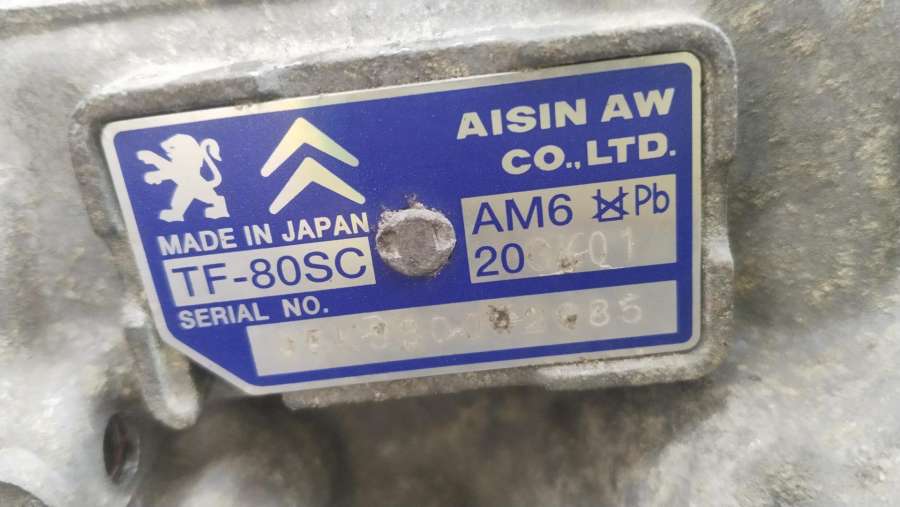 AISIN AW
CO.,LTD.
MADE IN JAPAN
TF-80SC
AM6 Pb
SERIAL NO.